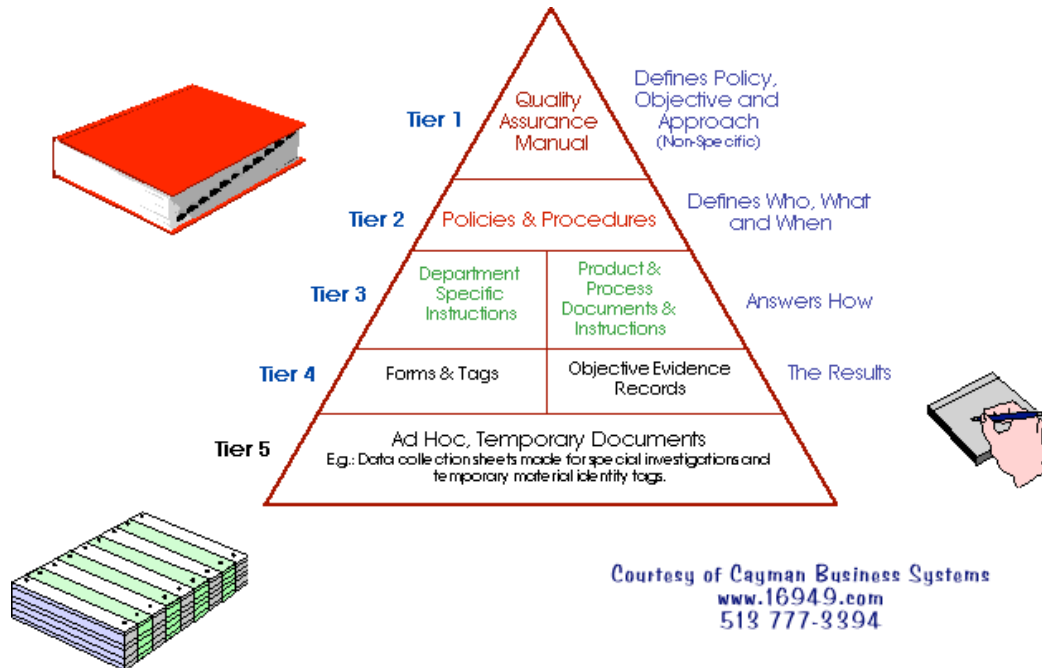 Tier 1
Quality
Assurance
Manual
Defines Policy,
Objective and
Approach
(Non-Specific)
Tier 2
Policies & Procedures
Defines Who, What
and When
Tier 3
Department
Specific
Instructions
Product &
Process
Documents &
Instructions
Answers How
Tier 4
Forms & Tags
Objective Evidence
Records
The Results
Tier 5
Ad Hoc, Temporary Documents
E.g.: Data collection sheets made for special investigations and
temporary material identity tags.
Courtesy of Cayman Business Systems
www.16949.com
513 777-3394